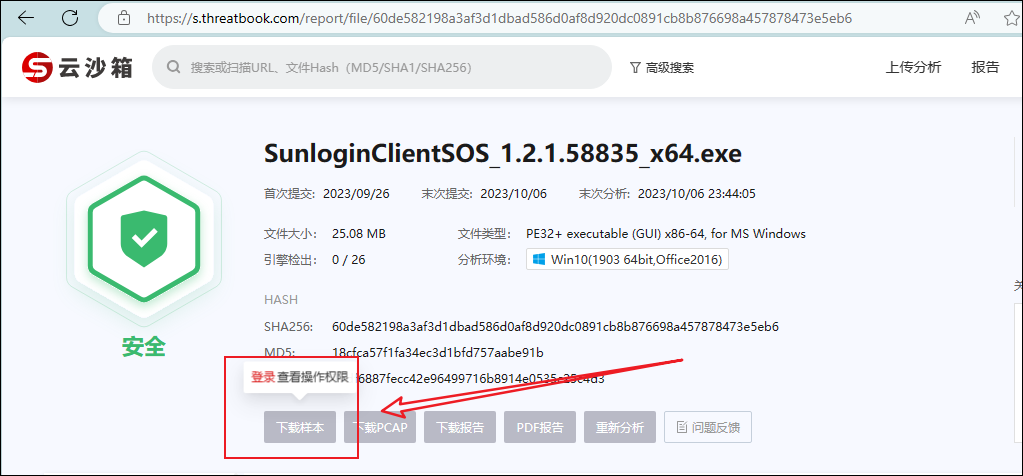 https://s.threatbook.com/report/file/60de582198a3af3d1dbad586d0af8d920dc0891cb8b876698a457878473e5eb6
云沙箱 搜索或扫描URL、文件Hash（MD5/SHA1/SHA256） 高级搜索 上传分析 报告
SunloginClientSOS_1.2.1.58835_x64.exe
首次提交: 2023/09/26 末次提交: 2023/10/06 末次分析: 2023/10/06 23:44:05
文件大小: 25.08 MB 文件类型: PE32+ executable (GUI) x86-64, for MS Windows
引擎检出: 0 / 26 分析环境: Win10(1903 64bit,Office2016)
HASH
SHA256: 60de582198a3af3d1dbad586d0af8d920dc0891cb8b876698a457878473e5eb6
安全
MD5: 18cfca57f1fa34ec3d1bfd757aabe91b
登录 查看操作权限 6887fecc42e96499716b8914e0535c25c4d3
下载样本 下载PCAP 下载报告 PDF报告 重新分析 问题反馈